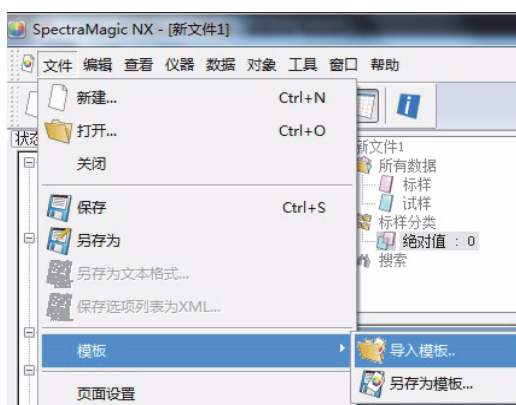 SpectraMagic NX - [新文件1]
文件 编辑 查看 仪器 数据 对象 工具 窗口 帮助
新建... Ctrl+N
打开... Ctrl+O
关闭
保存 Ctrl+S
另存为
另存为文本格式...
保存选项列表为XML...
模板
页面设置
导入模板..
另存为模板...
状态
新文件1
所有数据
标样
试样
标样分类
绝对值 : 0
搜索